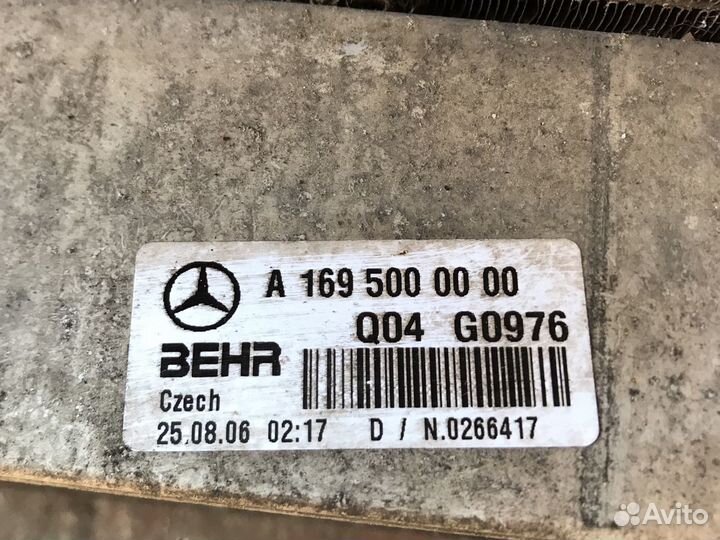 A 169 500 00 00
Q04 G0976
BEHR
Czech
25.08.06 02:17 D / N.0266417
Avito